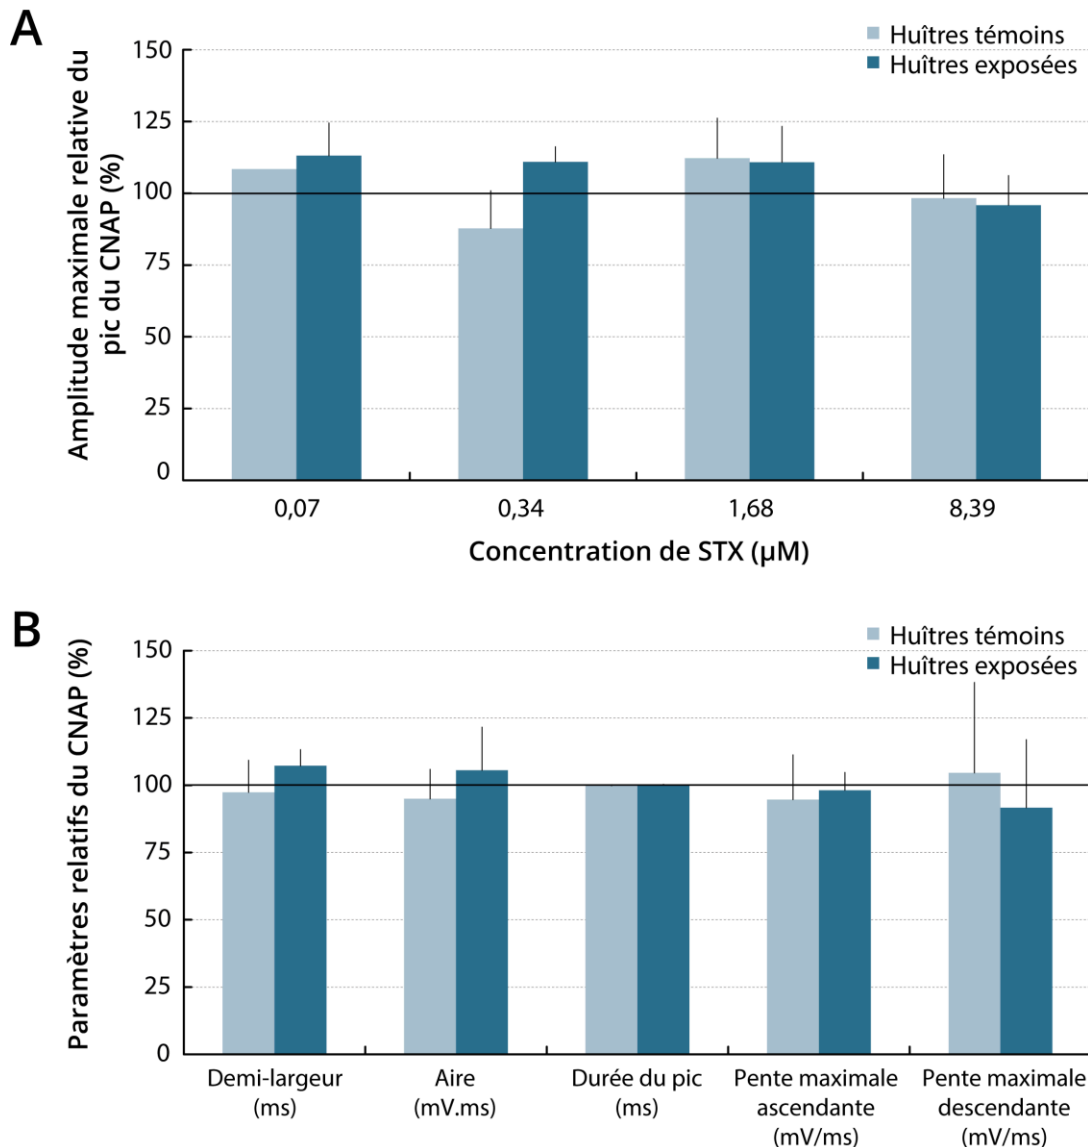 A
Huîtres témoins
Huîtres exposées
Amplitude maximale relative du
pic du CNAP (%)
150
125
100
75
50
25
0
0,07
0,34
1,68
8,39
Concentration de STX (µM)
B
Huîtres témoins
Huîtres exposées
Paramètres relatifs du CNAP (%)
150
125
100
75
50
25
0
Demi-largeur
(ms)
Aire
(mV.ms)
Durée du pic
(ms)
Pente maximale
ascendante
(mV/ms)
Pente maximale
descendante
(mV/ms)